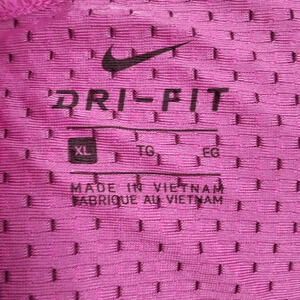 DRI-FIT
XL TG EG
MADE IN VIETNAM
FABRIQUE AU VIETNAM